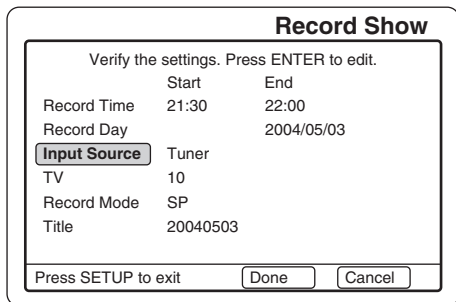 Record Show
Verify the settings. Press ENTER to edit.
Start End
Record Time 21:30 22:00
Record Day 2004/05/03
Input Source Tuner
TV 10
Record Mode SP
Title 20040503
Press SETUP to exit Done Cancel